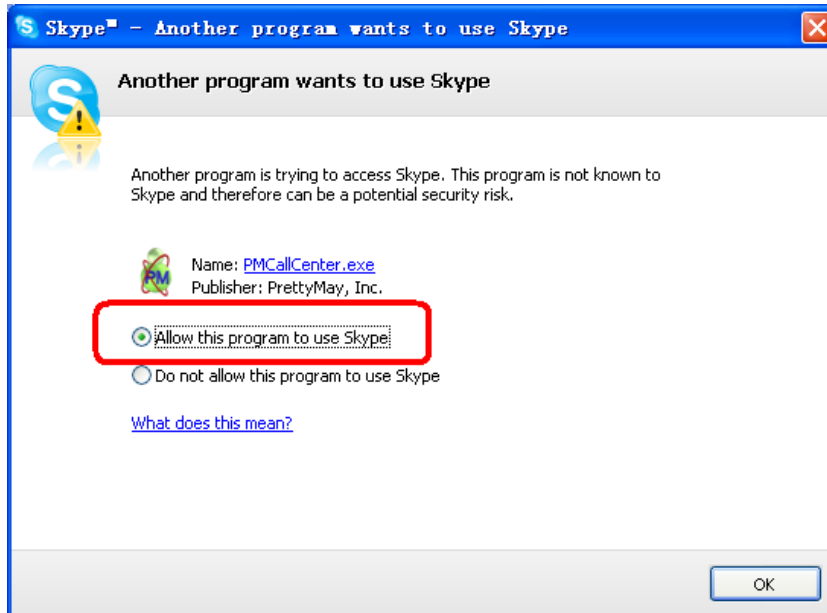 Skype™ - Another program wants to use Skype
Another program wants to use Skype
Another program is trying to access Skype. This program is not known to
Skype and therefore can be a potential security risk.
Name: PMCallCenter.exe
Publisher: PrettyMay, Inc.
Allow this program to use Skype
Do not allow this program to use Skype
What does this mean?
OK